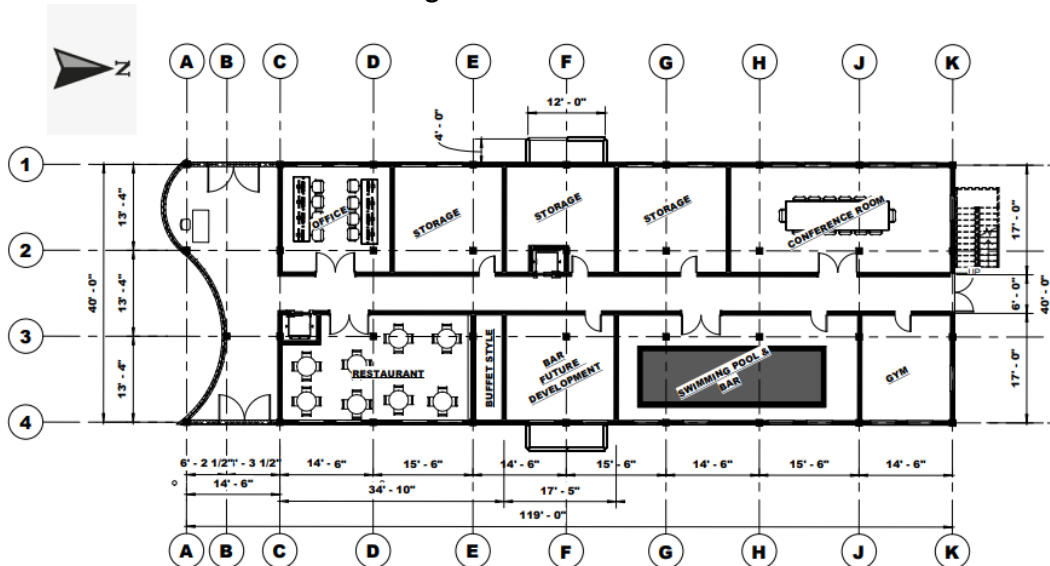 N
A B C D E F G H J K
12' - 0"
4' - 0"
1
13' - 4"
17' - 0"
OFFICE
STORAGE
STORAGE
STORAGE
CONFERENCE ROOM
2
UP
40' - 0"
13' - 4"
6' - 0"
40' - 0"
3
13' - 4"
17' - 0"
RESTAURANT
BUFFET STYLE
BAR
FUTURE
DEVELOPMENT
SWIMMING POOL &
BAR
GYM
4
6' - 2 1/2" ' - 3 1/2" 14' - 6" 15' - 6" 14' - 6" 15' - 6" 14' - 6" 15' - 6" 14' - 6"
14' - 6" 34' - 10" 17' - 5"
119' - 0"
A B C D E F G H J K